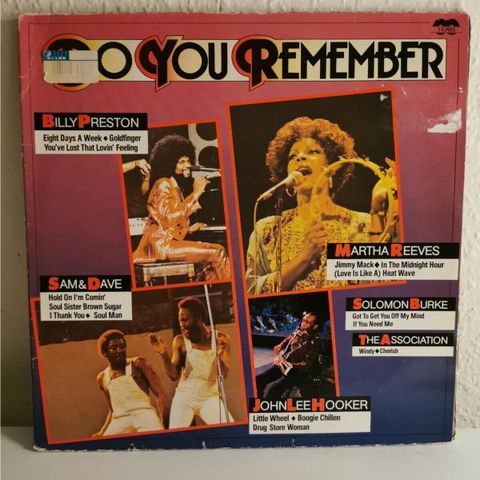 Do You Remember
Billy Preston
Eight Days A Week ◆ Goldfinger
You've Lost That Lovin' Feeling
Martha Reeves
Jimmy Mack ◆ In The Midnight Hour
(Love Is Like A) Heat Wave
Sam & Dave
Hold On I'm Comin'
Soul Sister Brown Sugar
I Thank You ◆ Soul Man
Solomon Burke
Got To Get You Off My Mind
If You Need Me
The Association
Windy ◆ Cherish
John Lee Hooker
Little Wheel ◆ Boogie Chillen
Drug Store Woman